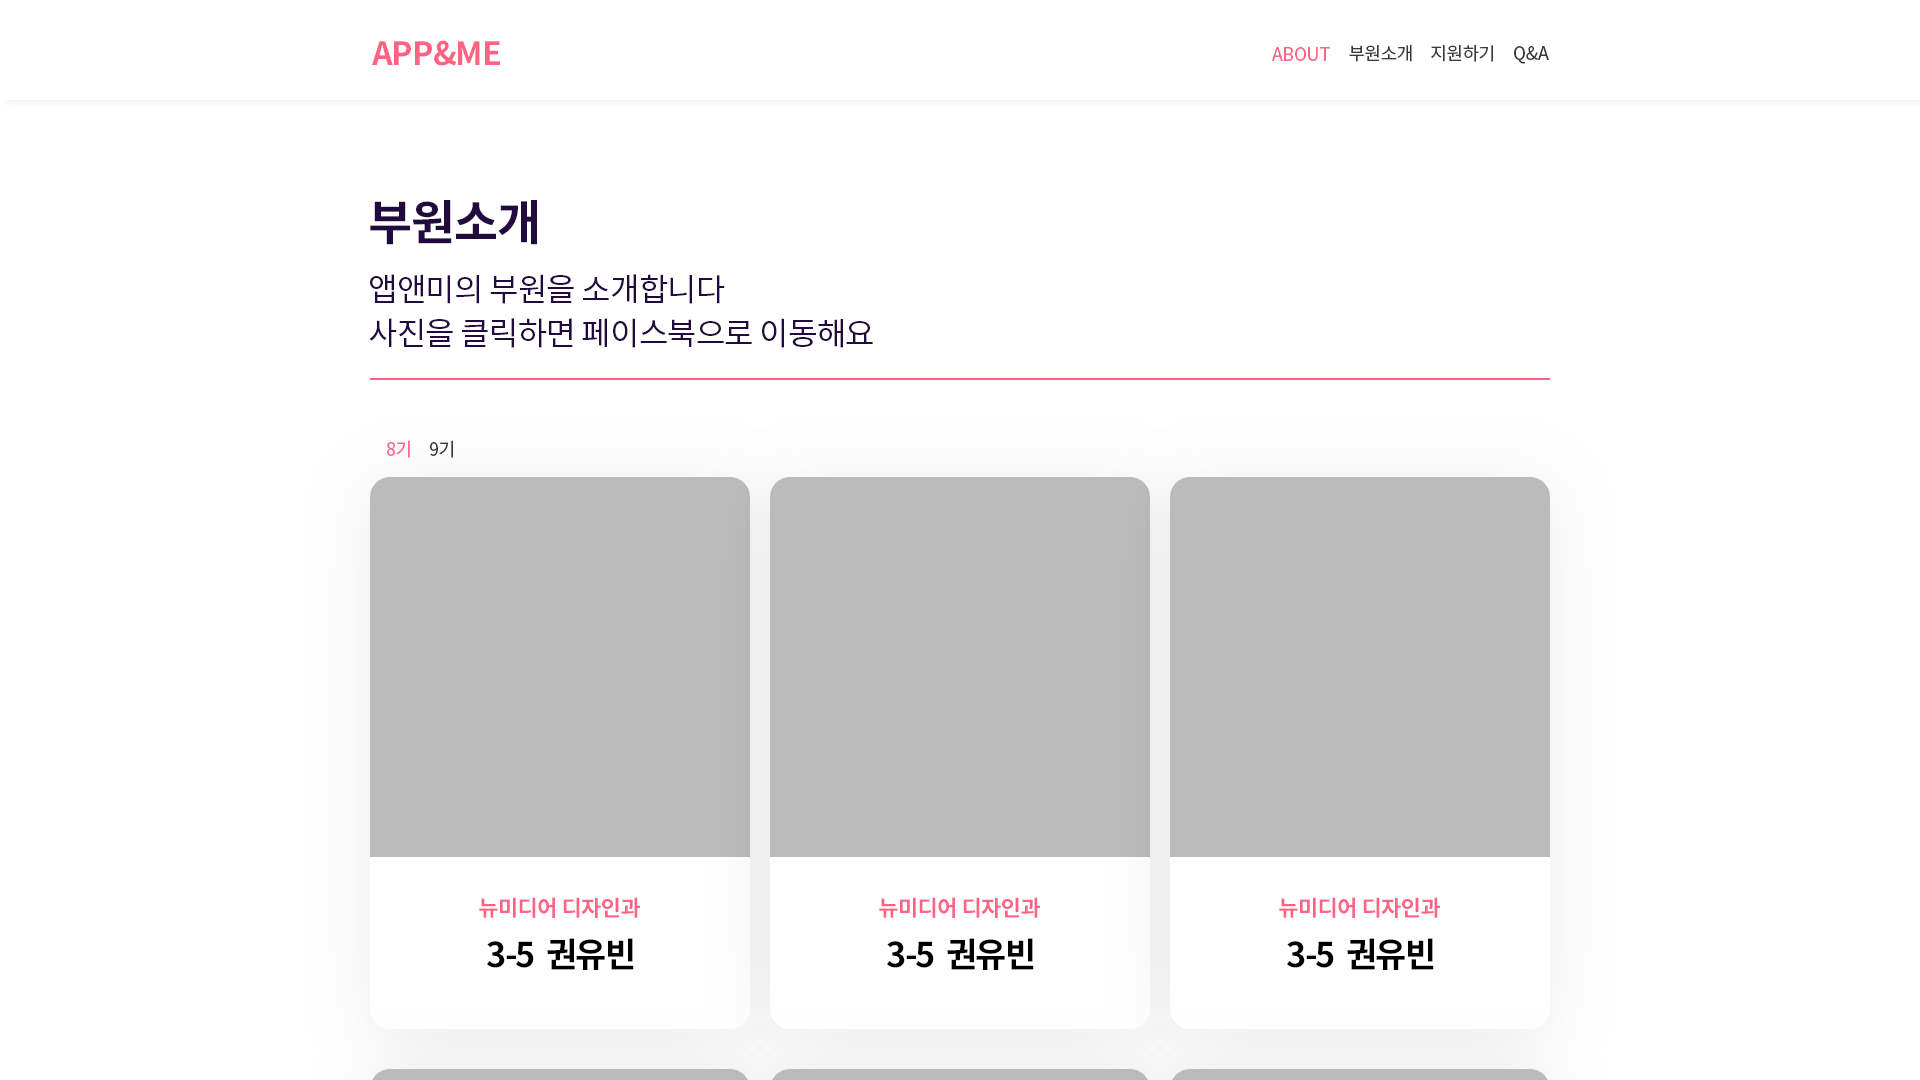 APP&ME
ABOUT 부원소개 지원하기 Q&A
부원소개
앱앤미의 부원을 소개합니다
사진을 클릭하면 페이스북으로 이동해요
8기 9기
뉴미디어 디자인과
3-5 권유빈
뉴미디어 디자인과
3-5 권유빈
뉴미디어 디자인과
3-5 권유빈